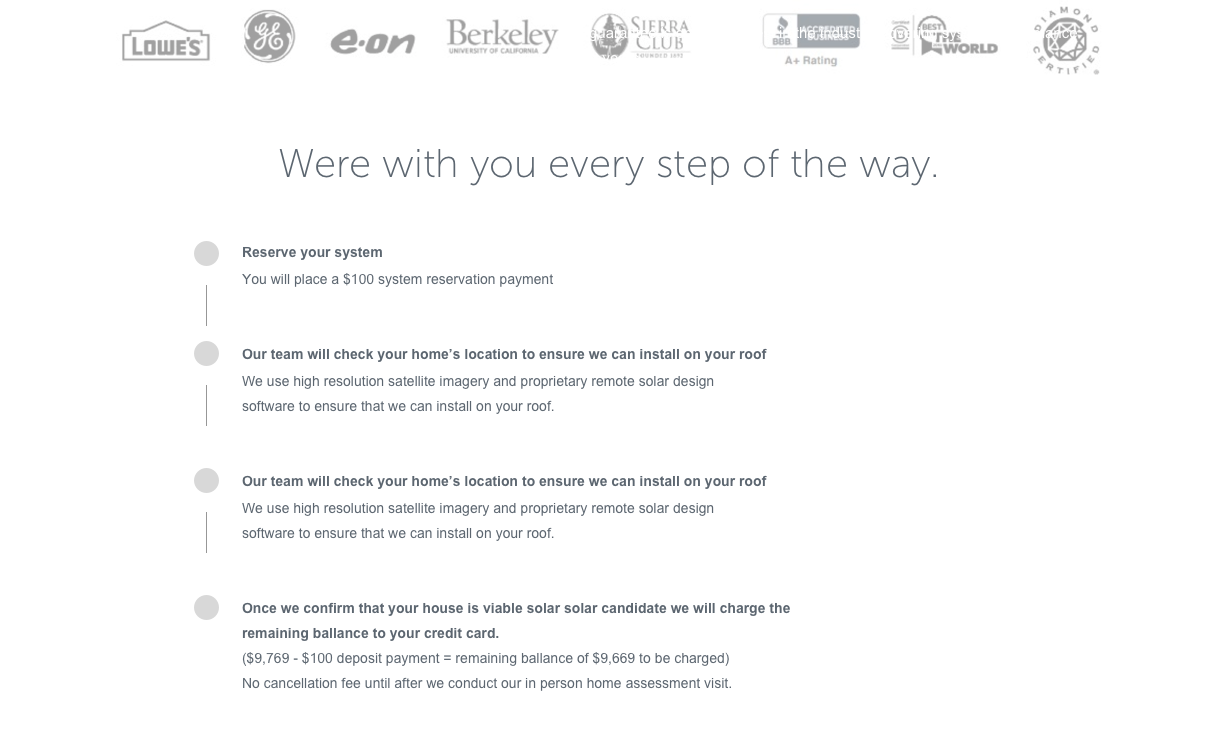 LOWE'S
GE
e·on
Berkeley
UNIVERSITY OF CALIFORNIA
SIERRA
CLUB
FOUNDED 1892
BBB
ACCREDITED
BUSINESS
A+ Rating
Certified
BEST
THE
WORLD
DIAMOND
CERTIFIED
Were with you every step of the way.
Reserve your system
You will place a $100 system reservation payment
Our team will check your home's location to ensure we can install on your roof
We use high resolution satellite imagery and proprietary remote solar design
software to ensure that we can install on your roof.
Our team will check your home's location to ensure we can install on your roof
We use high resolution satellite imagery and proprietary remote solar design
software to ensure that we can install on your roof.
Once we confirm that your house is viable solar solar candidate we will charge the
remaining ballance to your credit card.
($9,769 - $100 deposit payment = remaining ballance of $9,669 to be charged)
No cancellation fee until after we conduct our in person home assessment visit.